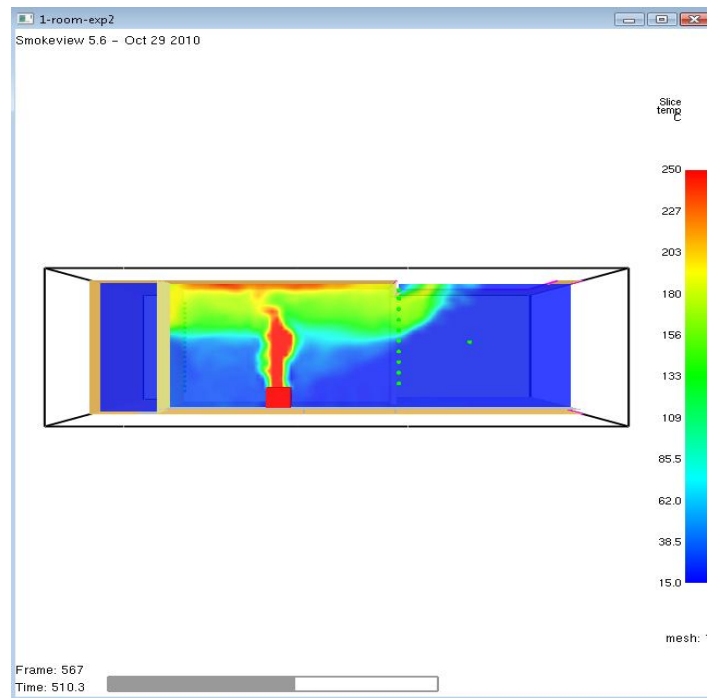 1-room-exp2
Smokeview 5.6 - Oct 29 2010
Slice
temp
C
250
227
203
180
156
133
109
85.5
62.0
38.5
15.0
mesh: 1
Frame: 567
Time: 510.3